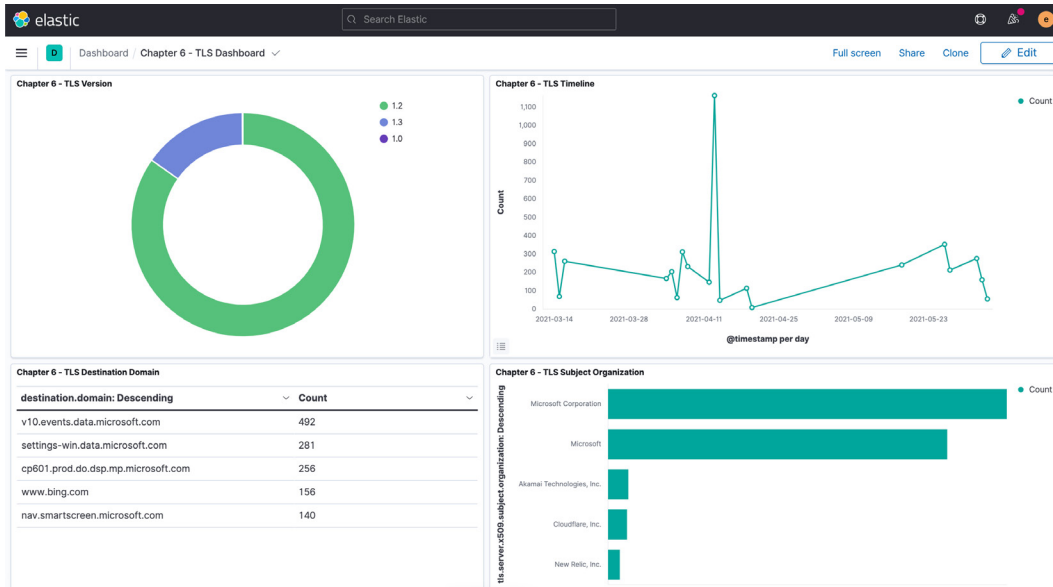 elastic
Search Elastic
e
D
Dashboard / Chapter 6 - TLS Dashboard
Full screen
Share
Clone
Edit
Chapter 6 - TLS Version
1.2
1.3
1.0
Chapter 6 - TLS Timeline
Count
1,100
1,000
900
800
700
600
500
400
300
200
100
0
Count
2021-03-14
2021-03-28
2021-04-11
2021-04-25
2021-05-09
2021-05-23
@timestamp per day
Chapter 6 - TLS Destination Domain
destination.domain: Descending Count
v10.events.data.microsoft.com 492
settings-win.data.microsoft.com 281
cp601.prod.do.dsp.mp.microsoft.com 256
www.bing.com 156
nav.smartscreen.microsoft.com 140
Chapter 6 - TLS Subject Organization
Count
tls.server.x509.subject.organization: Descending
Microsoft Corporation
Microsoft
Akamai Technologies, Inc.
Cloudflare, Inc.
New Relic, Inc.